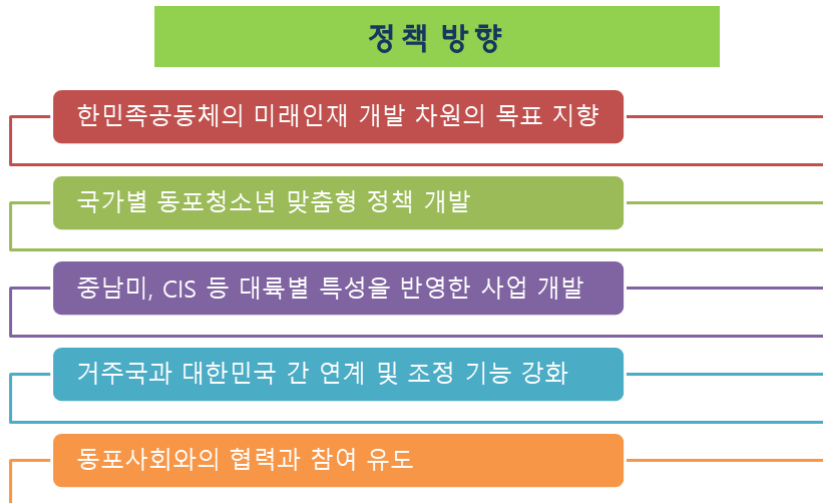 정책 방향
한민족공동체의 미래인재 개발 차원의 목표 지향
국가별 동포청소년 맞춤형 정책 개발
중남미, CIS 등 대륙별 특성을 반영한 사업 개발
거주국과 대한민국 간 연계 및 조정 기능 강화
동포사회와의 협력과 참여 유도